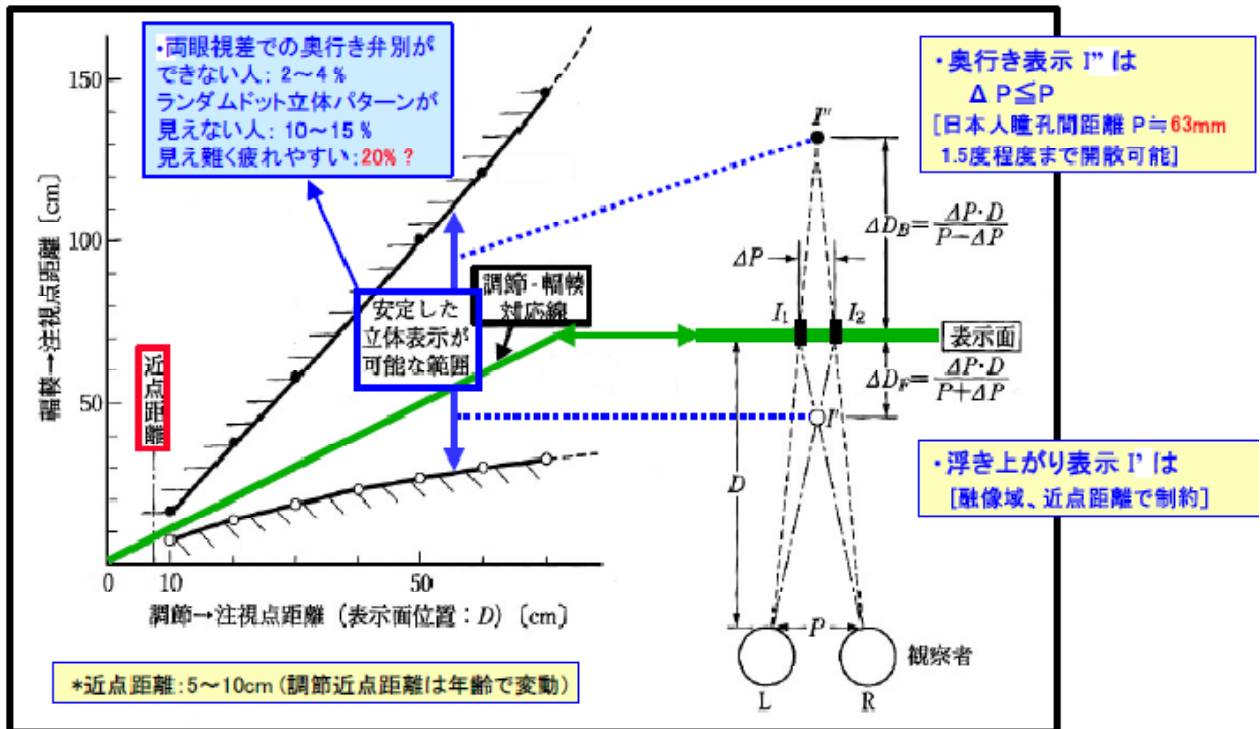 ・両眼視差での奥行き弁別が
できない人; 2～4％
ランダムドット立体パターンが
見えない人: 10～15％
見え難く疲れやすい:20%？
・奥行き表示 I” は
Δ P≦P
[日本人瞳孔間距離 P≒63mm
1.5度程度まで開散可能]
150
100
50
0
10
50
輻輳→注視点距離〔cm〕
近点距離
安定した
立体表示が
可能な範囲
調節・輻輳
対応線
調節→注視点距離（表示面位置：D）〔cm〕
I″
ΔP
ΔD_B=ΔP・D/P−ΔP
I₁
I₂
表示面
ΔD_F=ΔP・D/P+ΔP
I′
D
P
L
R
観察者
・浮き上がり表示 I’ は
[融像域、近点距離で制約]
*近点距離:5～10cm (調節近点距離は年齢で変動)